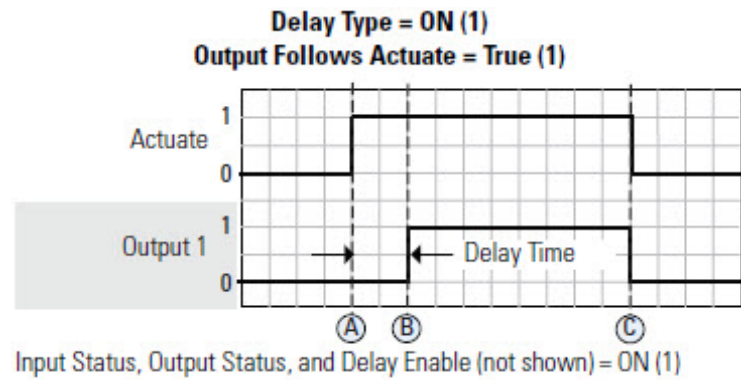 Delay Type = ON (1)
Output Follows Actuate = True (1)
1
Actuate
0
1
Output 1
Delay Time
0
A B C
Input Status, Output Status, and Delay Enable (not shown) = ON (1)